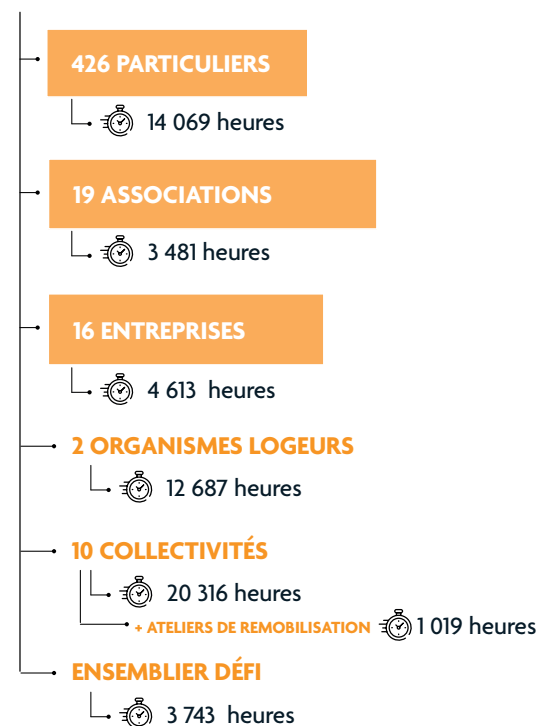 426 PARTICULIERS
14 069 heures
19 ASSOCIATIONS
3 481 heures
16 ENTREPRISES
4 613 heures
2 ORGANISMES LOGEURS
12 687 heures
10 COLLECTIVITÉS
20 316 heures
+ ATELIERS DE REMOBILISATION 1 019 heures
ENSEMBLIER DÉFI
3 743 heures